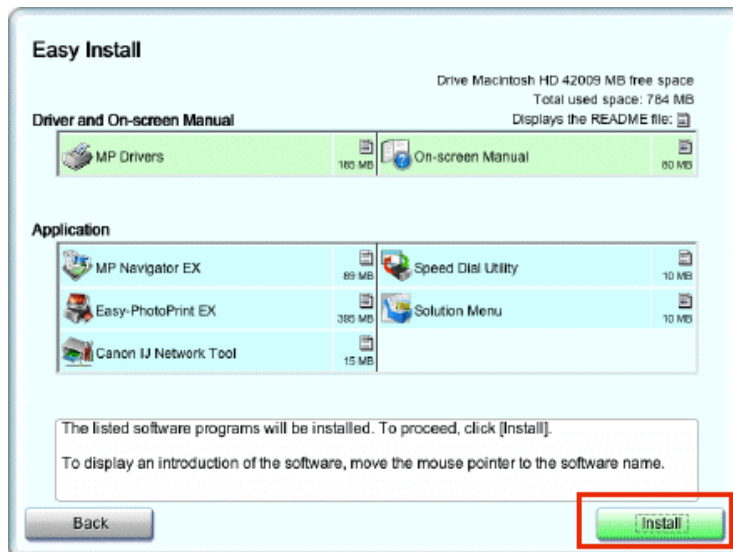 Easy Install
Drive Macintosh HD 42009 MB free space
Total used space: 784 MB
Driver and On-screen Manual
Displays the README file:
MP Drivers
165 MB
On-screen Manual
80 MB
Application
MP Navigator EX
89 MB
Speed Dial Utility
10 MB
Easy-PhotoPrint EX
385 MB
Solution Menu
10 MB
Canon IJ Network Tool
15 MB
The listed software programs will be installed. To proceed, click [Install].
To display an introduction of the software, move the mouse pointer to the software name.
Back
Install